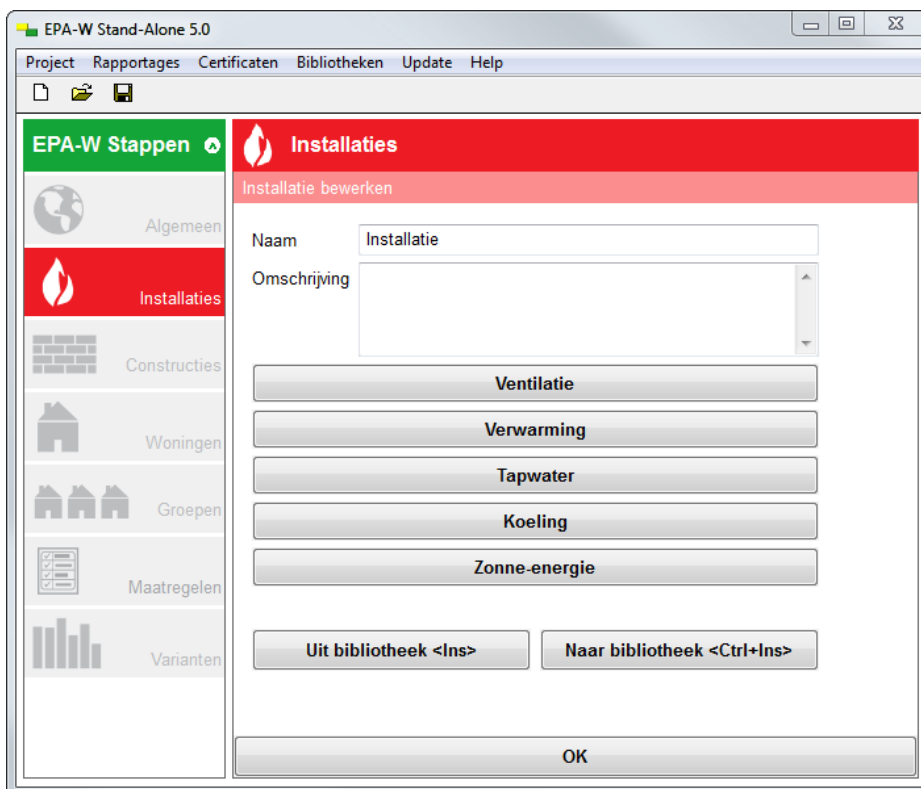 EPA-W Stand-Alone 5.0
Project Rapportages Certificaten Bibliotheken Update Help
EPA-W Stappen
Installaties
Installatie bewerken
Algemeen
Installaties
Constructies
Woningen
Groepen
Maatregelen
Varianten
Naam
Installatie
Omschrijving
Ventilatie
Verwarming
Tapwater
Koeling
Zonne-energie
Uit bibliotheek <Ins>
Naar bibliotheek <Ctrl+Ins>
OK